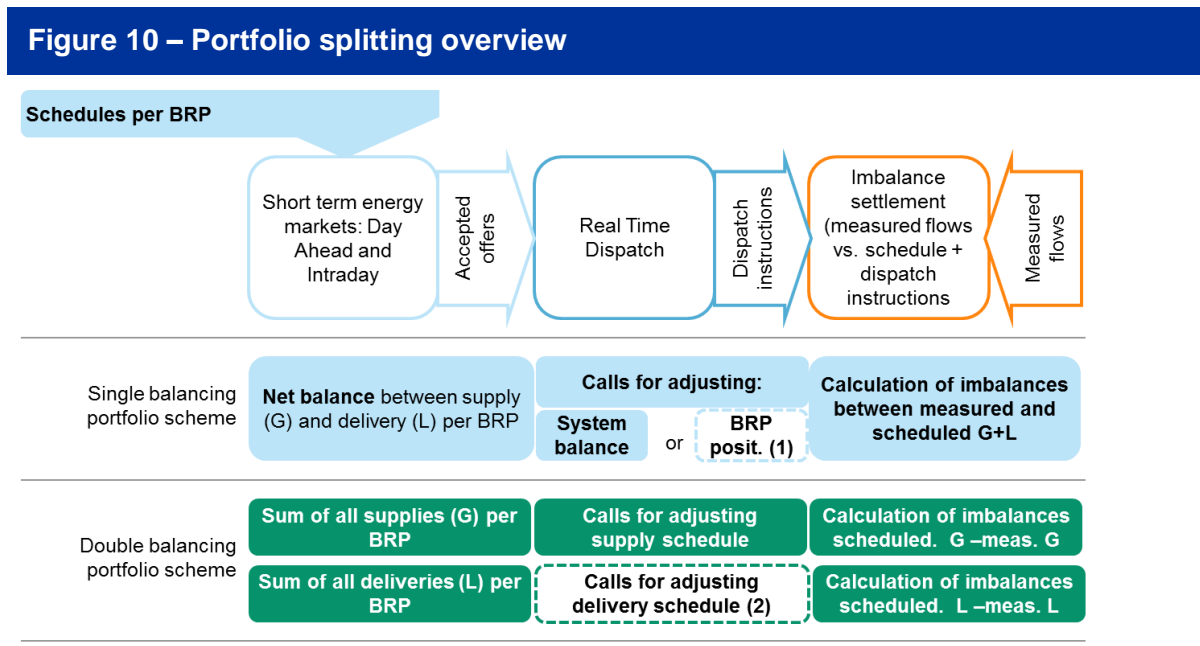 Figure 10 – Portfolio splitting overview
Schedules per BRP
Short term energy
markets: Day
Ahead and
Intraday
Accepted
offers
Real Time
Dispatch
Dispatch
instructions
Imbalance
settlement
(measured flows
vs. schedule +
dispatch
instructions
Measured
flows
Single balancing
portfolio scheme
Net balance between supply
(G) and delivery (L) per BRP
Calls for adjusting:
System
balance
or
BRP
posit. (1)
Calculation of imbalances
between measured and
scheduled G+L
Double balancing
portfolio scheme
Sum of all supplies (G) per
BRP
Calls for adjusting
supply schedule
Calculation of imbalances
scheduled. G –meas. G
Sum of all deliveries (L) per
BRP
Calls for adjusting
delivery schedule (2)
Calculation of imbalances
scheduled. L –meas. L